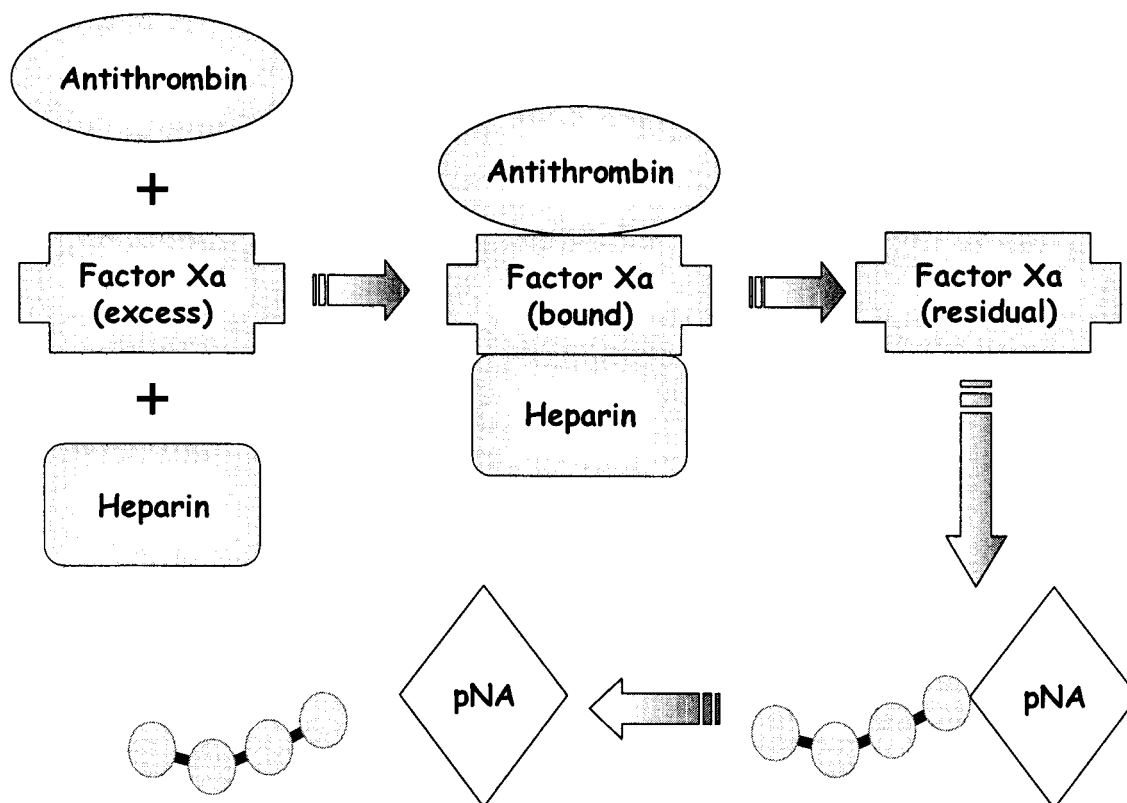 Antithrombin
+
Factor Xa
(excess)
+
Heparin
Antithrombin
Factor Xa
(bound)
Heparin
Factor Xa
(residual)
pNA
pNA